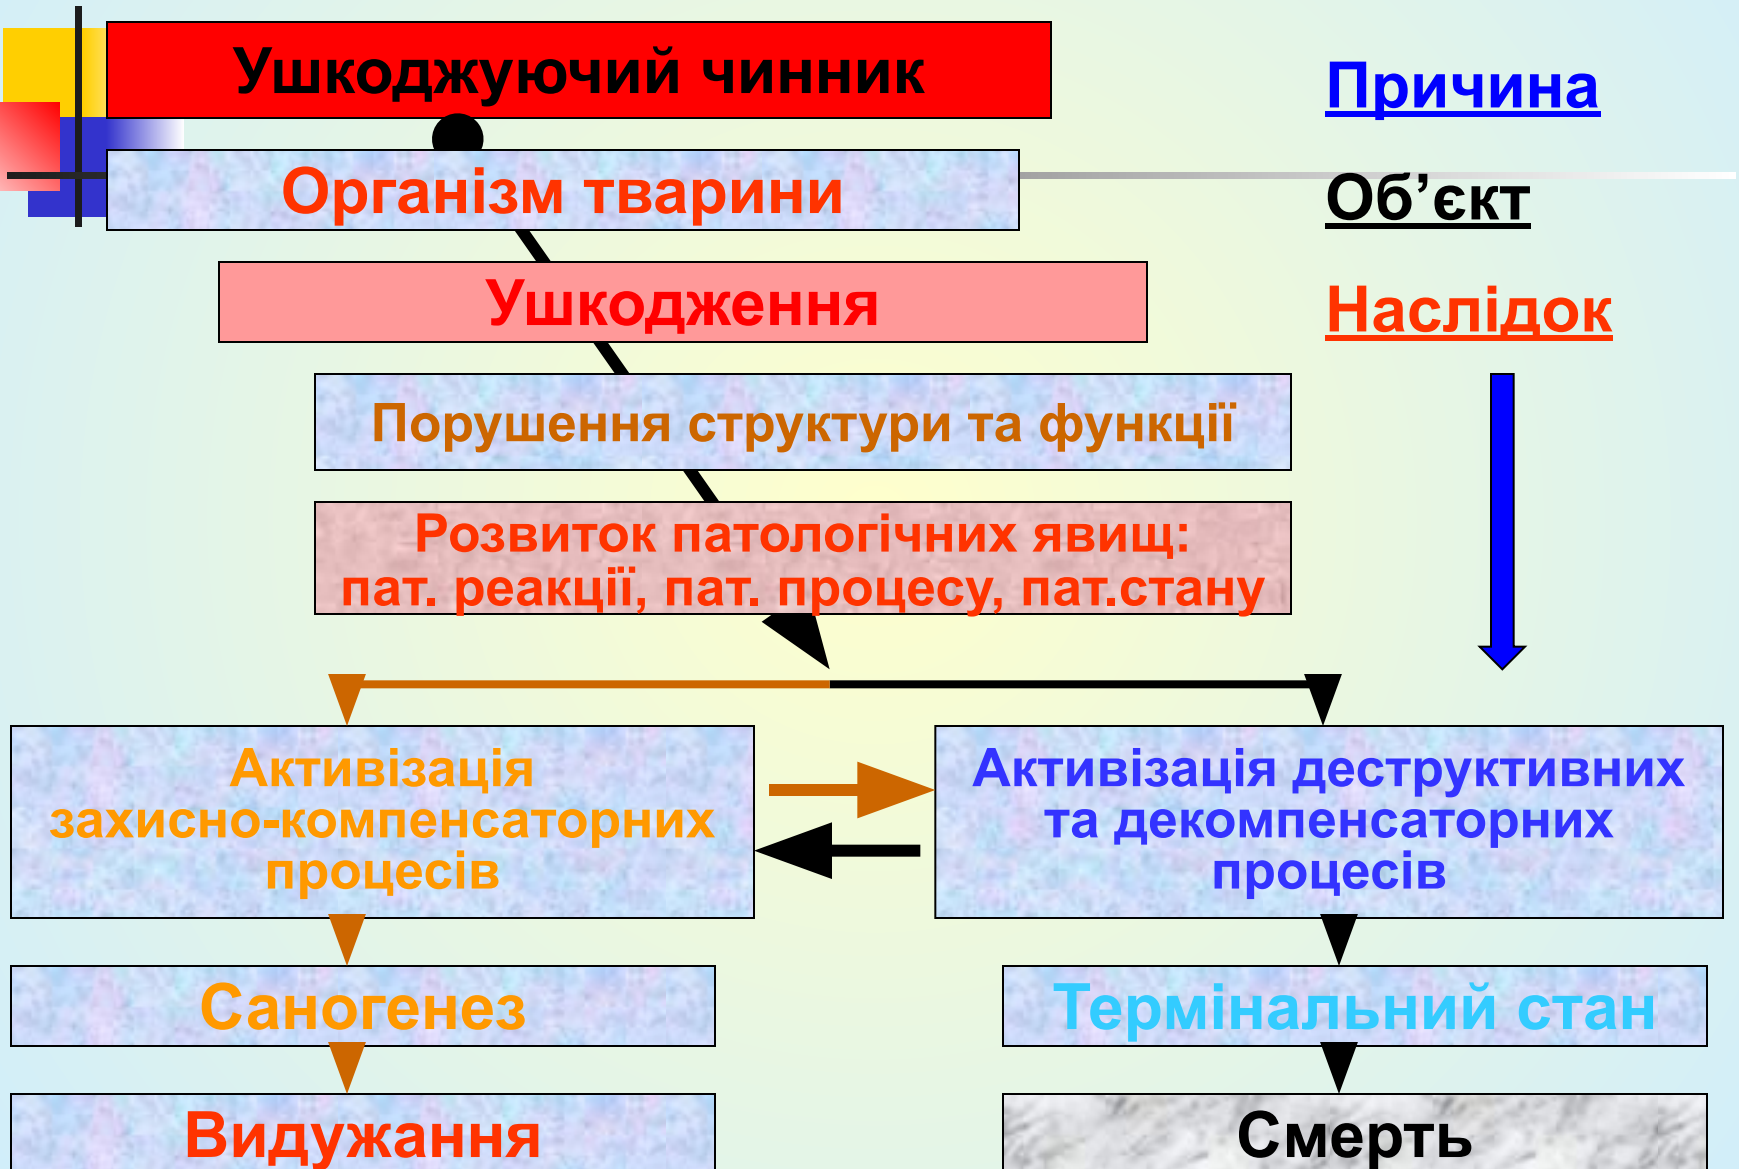 Ушкоджуючий чинник
Причина
Організм тварини
Об’єкт
Ушкодження
Наслідок
Порушення структури та функції
Розвиток патологічних явищ:
пат. реакції, пат. процесу, пат.стану
Активізація
захисно-компенсаторних
процесів
Активізація деструктивних
та декомпенсаторних
процесів
Саногенез
Термінальний стан
Видужання
Смерть